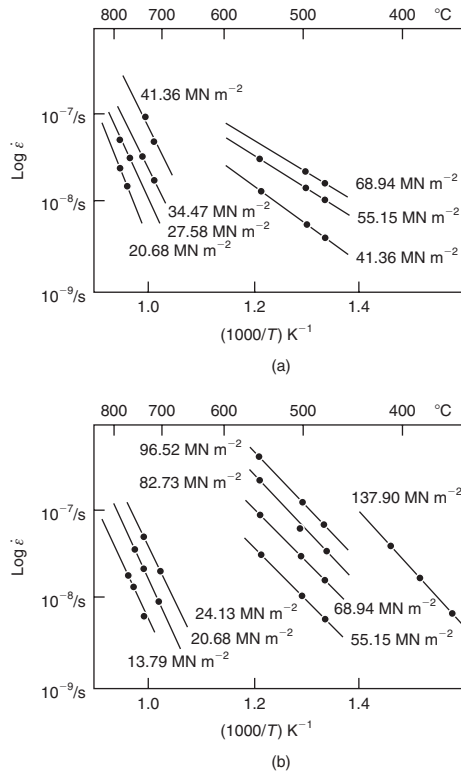 800 700 600 500 400 °C
41.36 MN m⁻²
10⁻⁷/s
Log ε̇
68.94 MN m⁻²
10⁻⁸/s
34.47 MN m⁻²
55.15 MN m⁻²
27.58 MN m⁻²
20.68 MN m⁻²
41.36 MN m⁻²
10⁻⁹/s
1.0 1.2 1.4
(1000/T) K⁻¹
(a)
800 700 600 500 400 °C
96.52 MN m⁻²
82.73 MN m⁻²
137.90 MN m⁻²
10⁻⁷/s
Log ε̇
10⁻⁸/s
24.13 MN m⁻²
68.94 MN m⁻²
20.68 MN m⁻²
55.15 MN m⁻²
13.79 MN m⁻²
10⁻⁹/s
1.0 1.2 1.4
(1000/T) K⁻¹
(b)